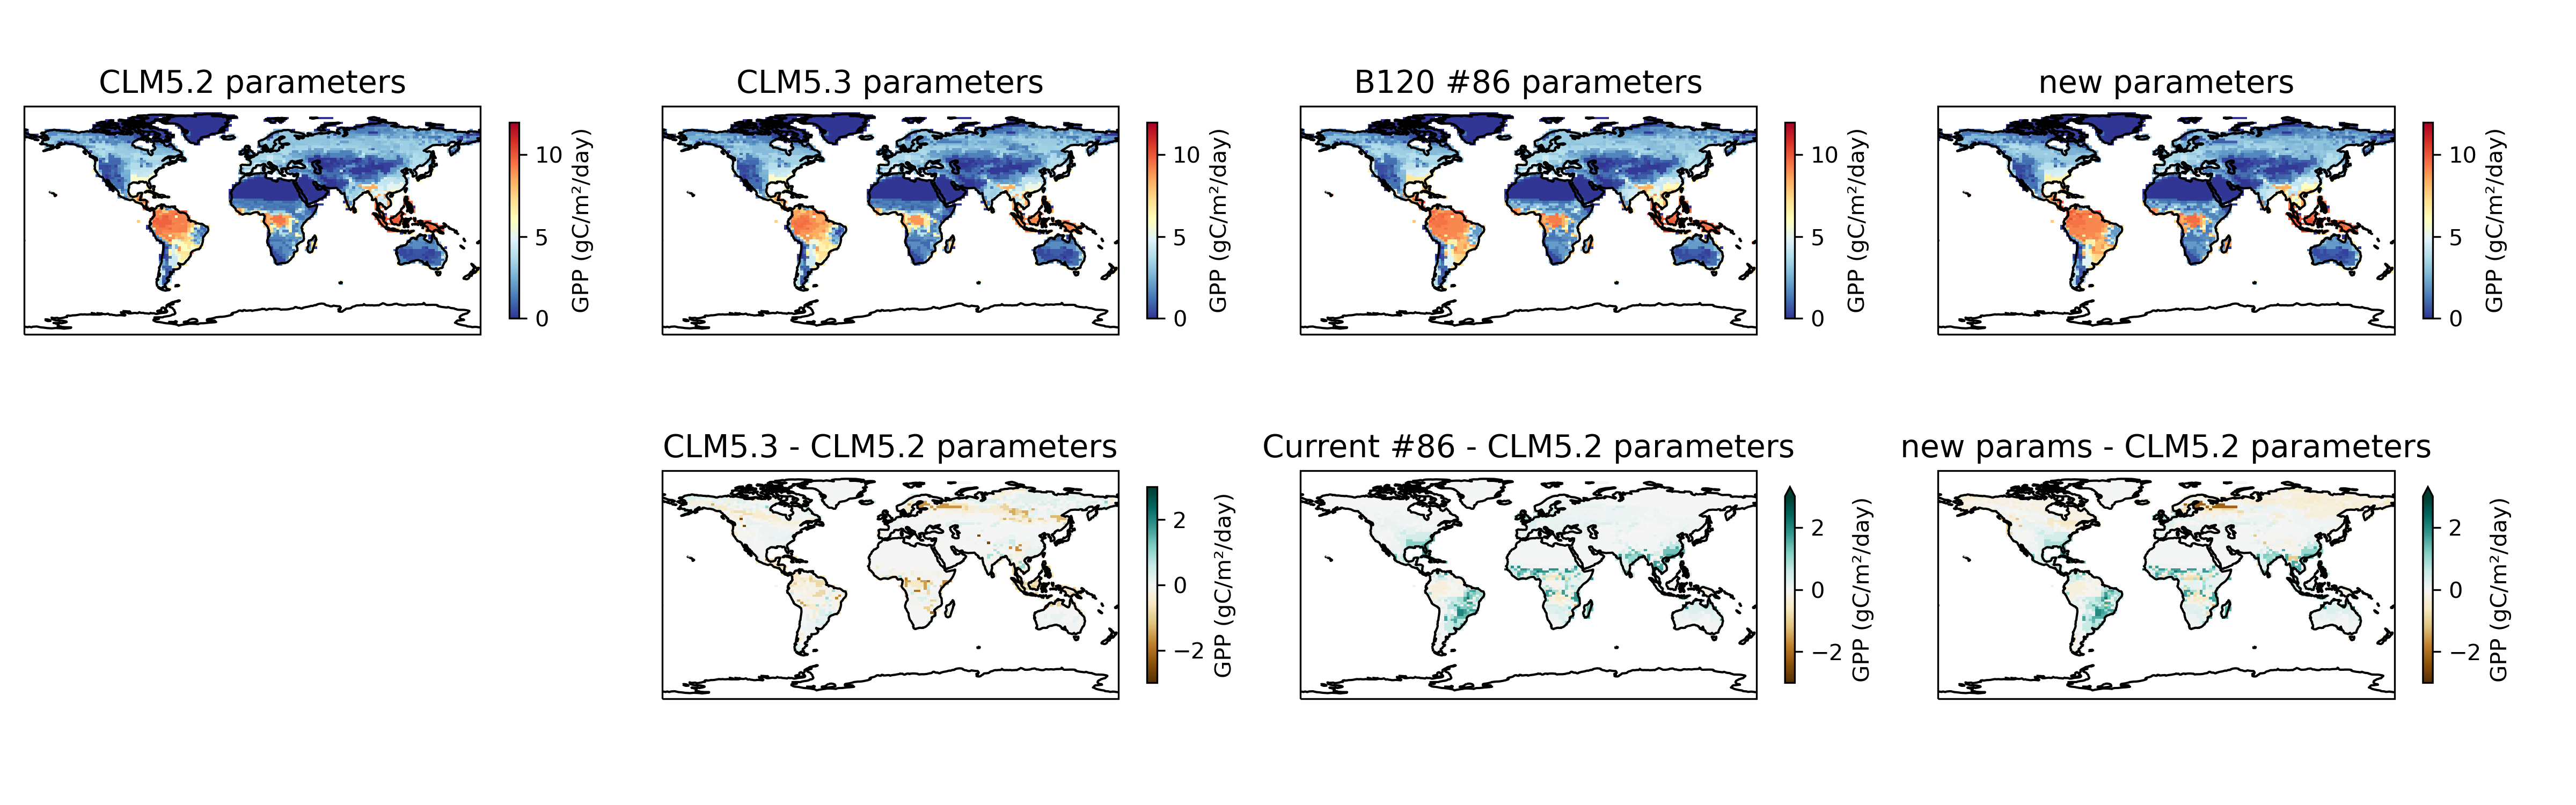 CLM5.2 parameters
CLM5.3 parameters
B120 #86 parameters
new parameters
10
5
0
GPP (gC/m²/day)
10
5
0
GPP (gC/m²/day)
10
5
0
GPP (gC/m²/day)
10
5
0
GPP (gC/m²/day)
CLM5.3 - CLM5.2 parameters
Current #86 - CLM5.2 parameters
new params - CLM5.2 parameters
2
0
−2
GPP (gC/m²/day)
2
0
−2
GPP (gC/m²/day)
2
0
−2
GPP (gC/m²/day)